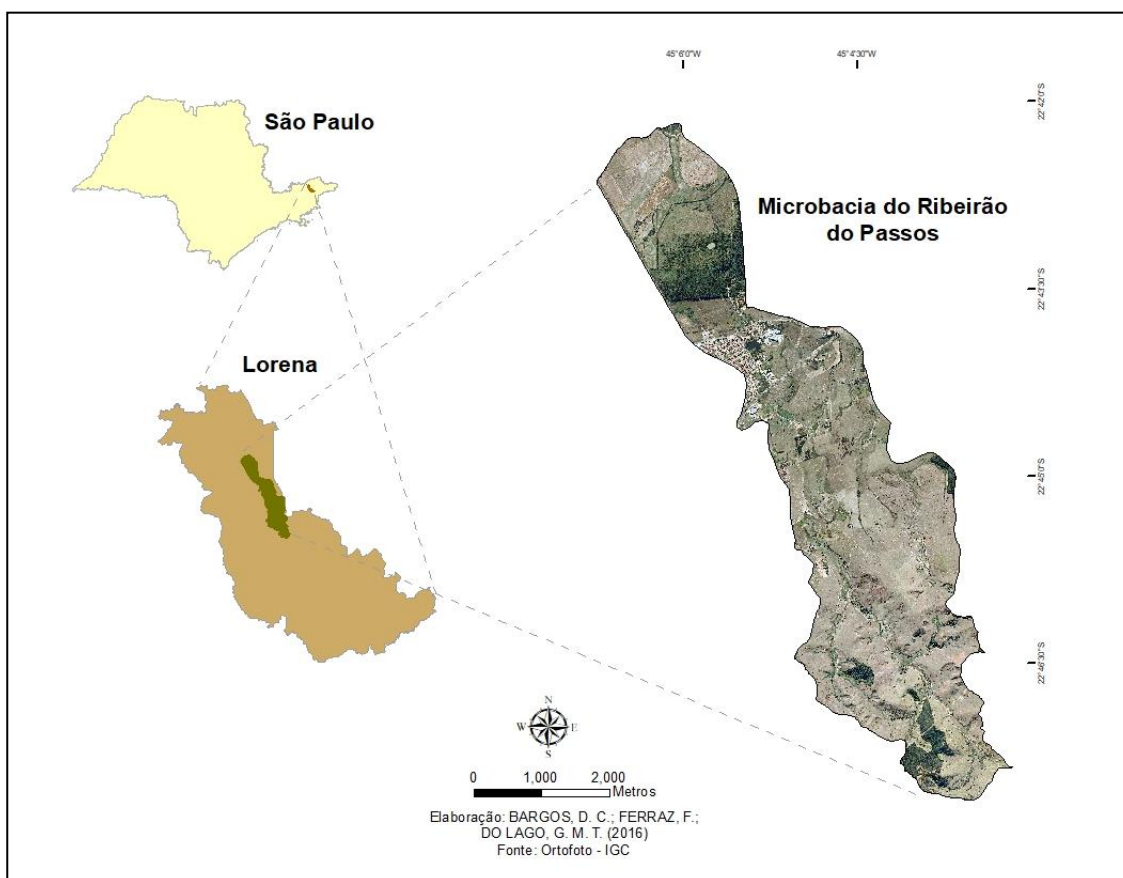 45°6'0"W
45°4'30"W
22°42'0"S
São Paulo
Microbacia do Ribeirão
do Passos
22°43'30"S
Lorena
22°45'0"S
22°46'30"S
N
W
E
S
0 1,000 2,000
Metros
Elaboração: BARGOS, D. C.; FERRAZ, F.;
DO LAGO, G. M. T. (2016)
Fonte: Ortofoto - IGC